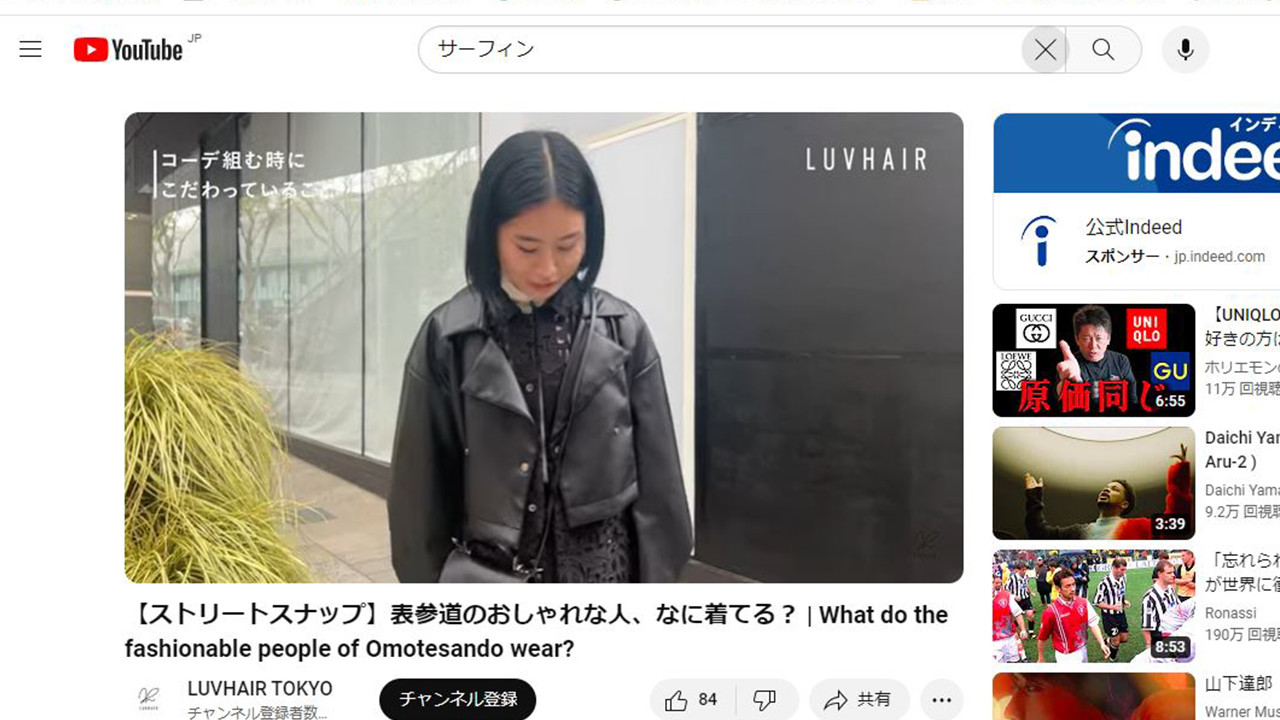 YouTube JP
サーフィン
コーデ組む時に
こだわっていること
LUVHAIR
【ストリートスナップ】表参道のおしゃれな人、なに着てる？ | What do the
fashionable people of Omotesando wear?
LUVHAIR TOKYO
チャンネル登録者数...
チャンネル登録
84
共有
インデ
indee
公式Indeed
スポンサー・jp.indeed.com
GUCCI
UNI
QLO
LOEWE
GU
原価同じ
6:55
【UNIQLO
好きの方に
ホリエモン
11万 回視聴
3:39
Daichi Yar
Aru-2 )
Daichi Yama
9.2万 回視聴
8:53
「忘れられ
が世界に
Ronassi
190万 回視聴
山下達郎
Warner Mus